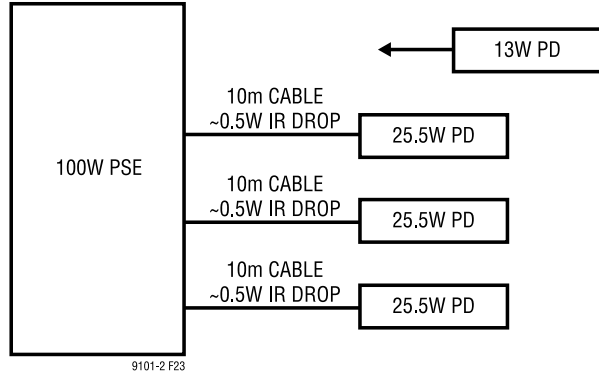 13W PD
10m CABLE
~0.5W IR DROP
25.5W PD
100W PSE
10m CABLE
~0.5W IR DROP
25.5W PD
10m CABLE
~0.5W IR DROP
25.5W PD
9101-2 F23